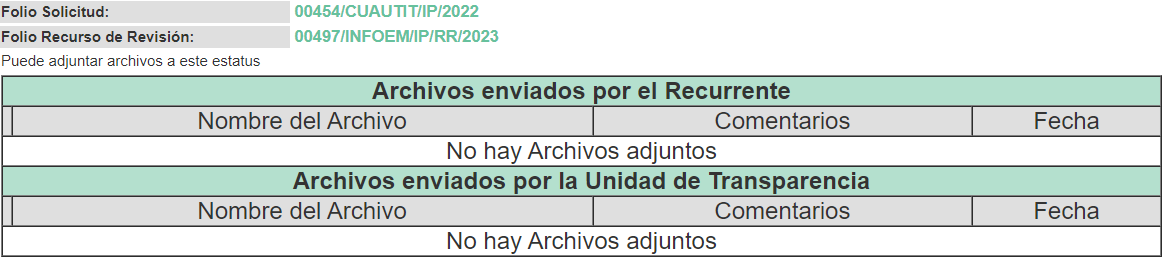 Folio Solicitud: 00454/CUAUTIT/IP/2022
Folio Recurso de Revisión: 00497/INFOEM/IP/RR/2023
Puede adjuntar archivos a este estatus
Archivos enviados por el Recurrente
Nombre del Archivo Comentarios Fecha
No hay Archivos adjuntos
Archivos enviados por la Unidad de Transparencia
Nombre del Archivo Comentarios Fecha
No hay Archivos adjuntos